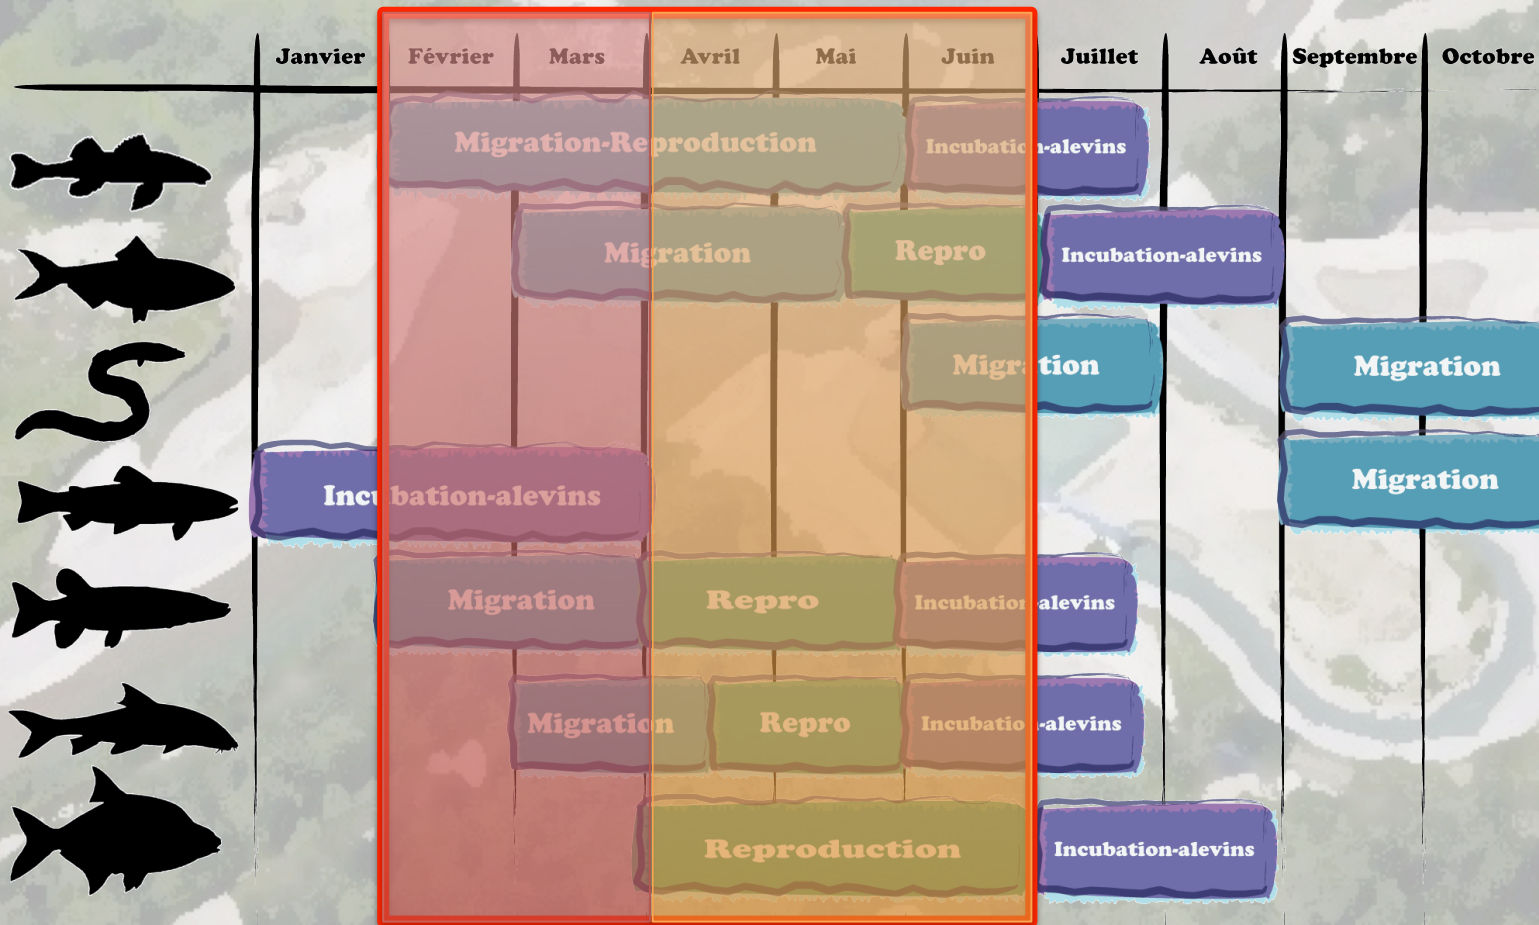 Janvier Février Mars Avril Mai Juin Juillet Août Septembre Octobre
Migration-Reproduction Incubation-alevins
Migration Repro Incubation-alevins
Migration Migration
Incubation-alevins Migration
Migration Repro Incubation-alevins
Migration Repro Incubation-alevins
Reproduction Incubation-alevins